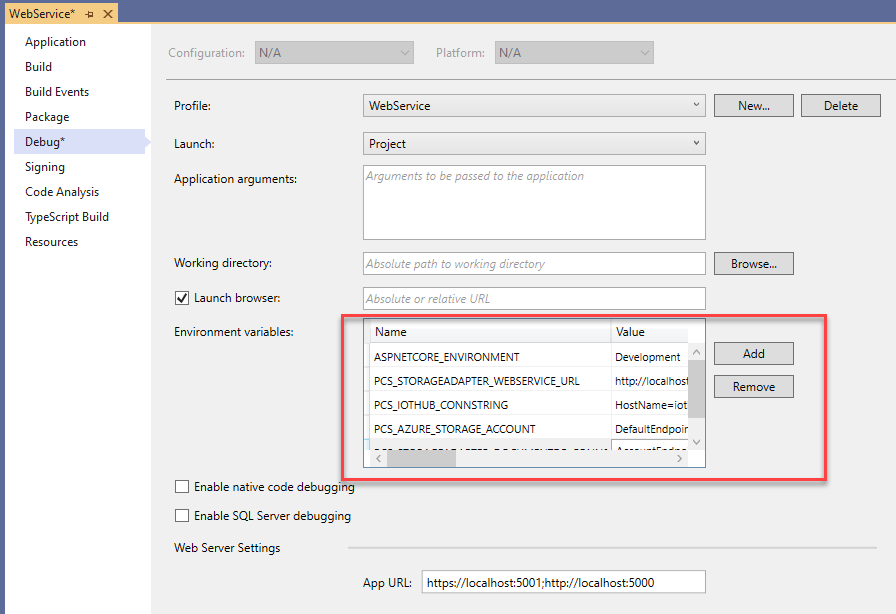 WebService*
Application
Build
Build Events
Package
Debug*
Signing
Code Analysis
TypeScript Build
Resources
Configuration: N/A Platform: N/A
Profile: WebService New... Delete
Launch: Project
Application arguments: Arguments to be passed to the application
Working directory: Absolute path to working directory Browse...
Launch browser: Absolute or relative URL
Environment variables: Name Value
ASPNETCORE_ENVIRONMENT Development Add
PCS_STORAGEADAPTER_WEBSERVICE_URL http://localhost Remove
PCS_IOTHUB_CONNSTRING HostName=iot
PCS_AZURE_STORAGE_ACCOUNT DefaultEndpoin
Enable native code debugging
Enable SQL Server debugging
Web Server Settings
App URL: https://localhost:5001;http://localhost:5000